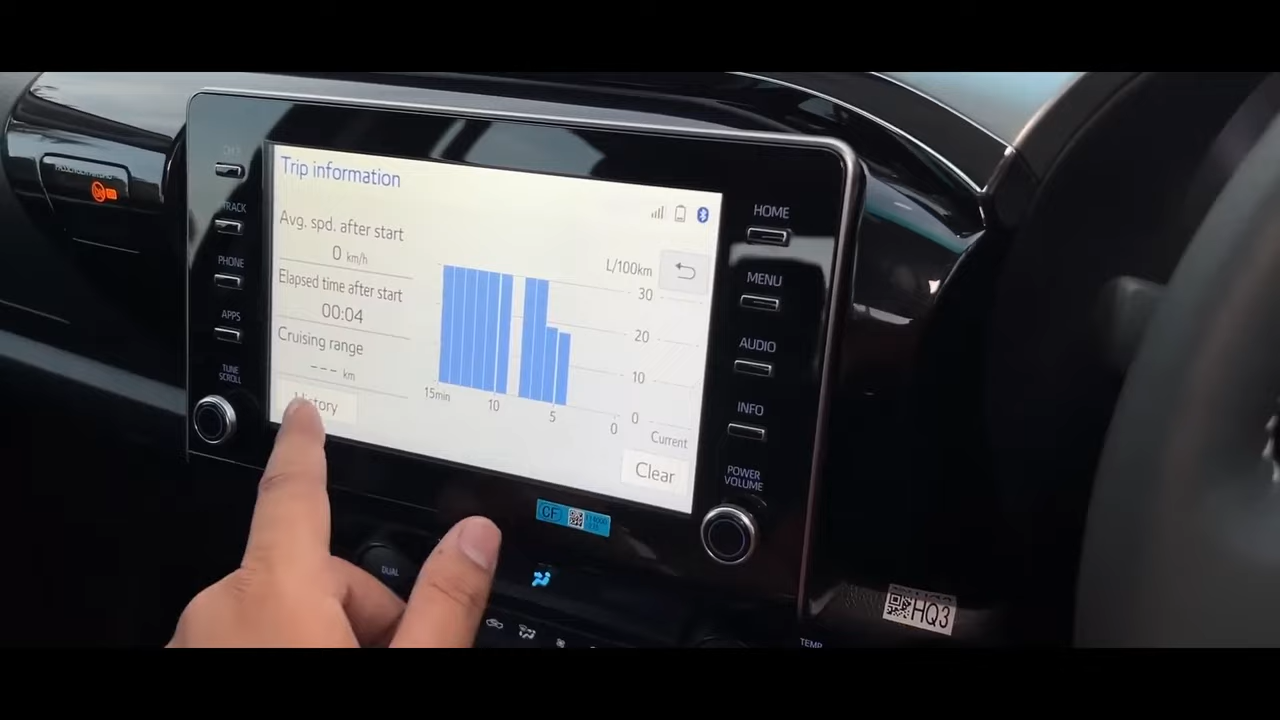 TRACK
PHONE
APPS
TUNE
SCROLL
Trip information
Avg. spd. after start
0 km/h
Elapsed time after start
00:04
Cruising range
--- km
History
L/100km
30
20
10
0
15min
10
5
0
Current
Clear
HOME
MENU
AUDIO
INFO
POWER
VOLUME
CF
DUAL
HQ3
TEMP